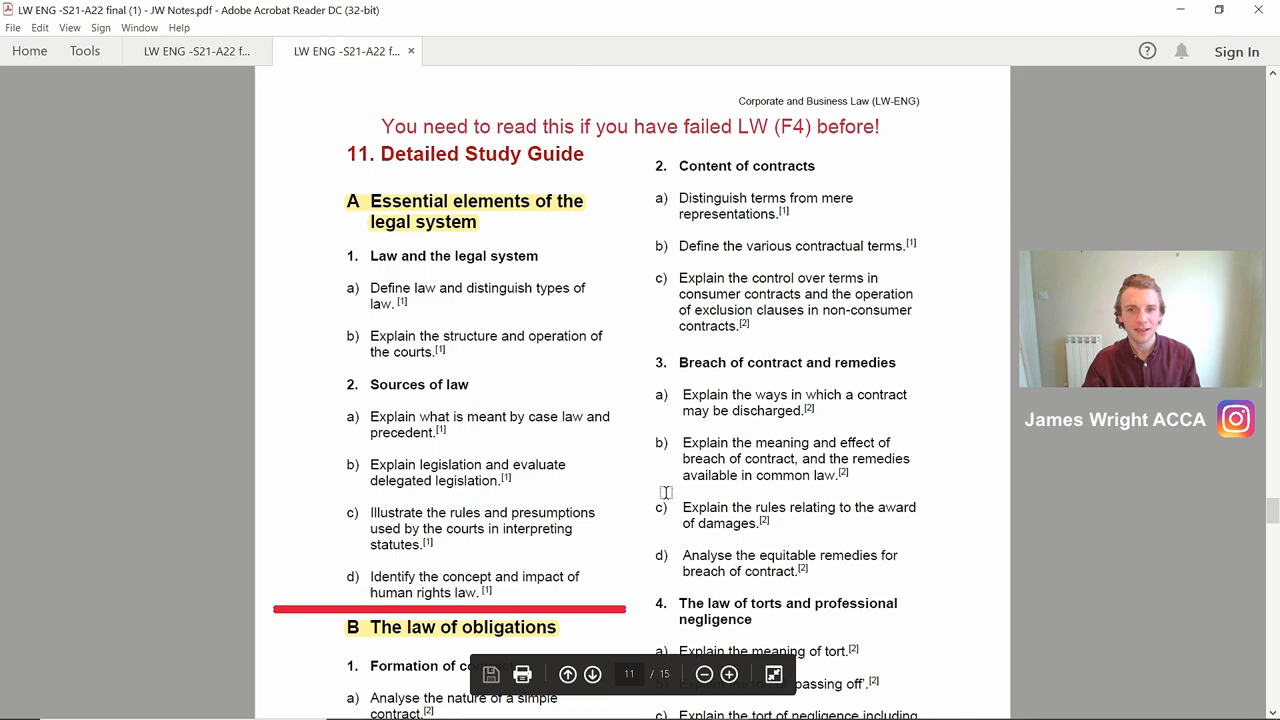 LW ENG -S21-A22 final (1) - JW Notes.pdf - Adobe Acrobat Reader DC (32-bit)
File Edit View Sign Window Help
Home Tools LW ENG -S21-A22 f... LW ENG -S21-A22 f... × Sign In
Corporate and Business Law (LW-ENG)
You need to read this if you have failed LW (F4) before!
11. Detailed Study Guide
A Essential elements of the
legal system
1. Law and the legal system
a) Define law and distinguish types of
law. [1]
b) Explain the structure and operation of
the courts.[1]
2. Sources of law
a) Explain what is meant by case law and
precedent.[1]
b) Explain legislation and evaluate
delegated legislation.[1]
c) Illustrate the rules and presumptions
used by the courts in interpreting
statutes.[1]
d) Identify the concept and impact of
human rights law. [1]
B The law of obligations
1. Formation of
a) Analyse the nature of a simple
contract.[2]
2. Content of contracts
a) Distinguish terms from mere
representations.[1]
b) Define the various contractual terms.[1]
c) Explain the control over terms in
consumer contracts and the operation
of exclusion clauses in non-consumer
contracts.[2]
3. Breach of contract and remedies
a) Explain the ways in which a contract
may be discharged.[2]
b) Explain the meaning and effect of
breach of contract, and the remedies
available in common law.[2]
c) Explain the rules relating to the award
of damages.[2]
d) Analyse the equitable remedies for
breach of contract.[2]
4. The law of torts and professional
negligence
a) Explain the meaning of tort.[2]
b) Explain the tort of 'passing off'.[2]
c) Explain the tort of negligence including
11 / 15
James Wright ACCA